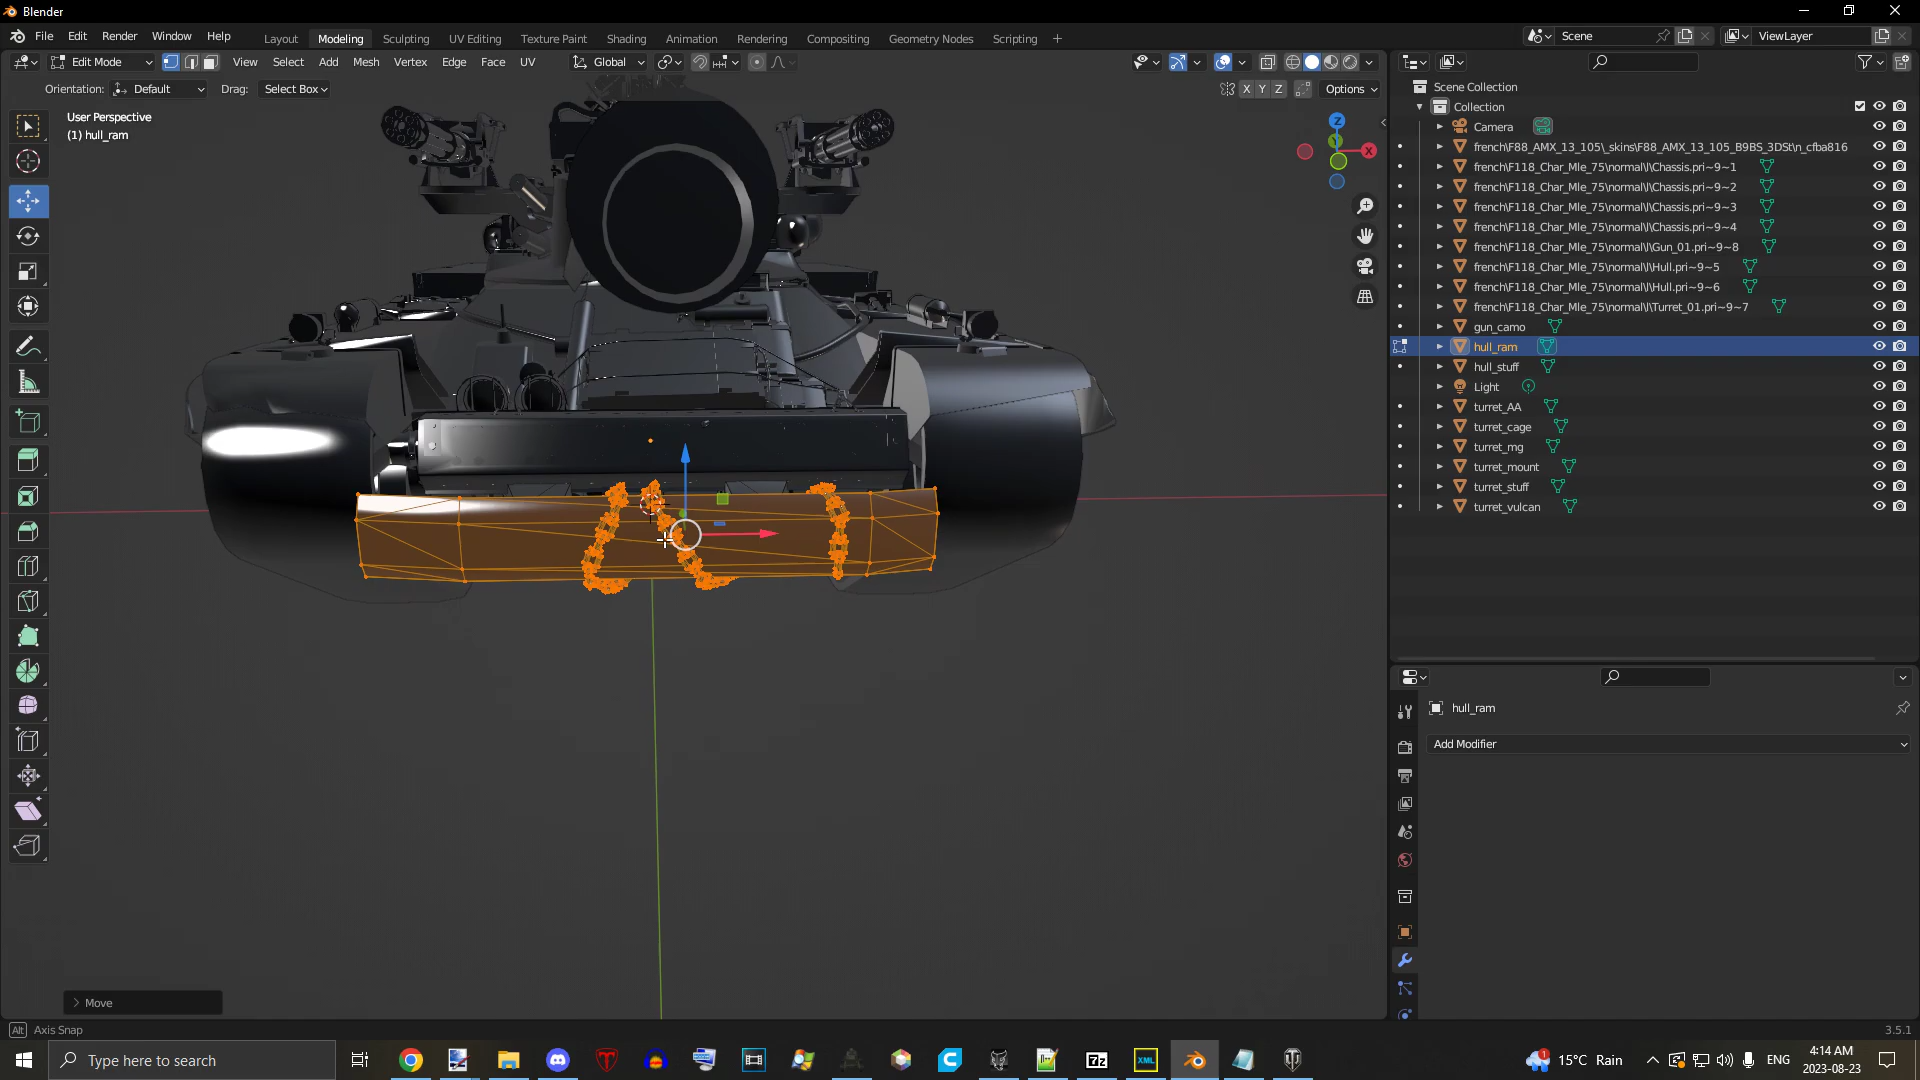 Blender
File Edit Render Window Help
Layout Modeling Sculpting UV Editing Texture Paint Shading Animation Rendering Compositing Geometry Nodes Scripting +
Scene
ViewLayer
Edit Mode
View Select Add Mesh Vertex Edge Face UV
Global
Orientation: Default Drag: Select Box
X Y Z Options
User Perspective
(1) hull_ram
Z
X
Scene Collection
Collection
Camera
french\F88_AMX_13_105\_skins\F88_AMX_13_105_B9BS_3DSt\n_cfba816
french\F118_Char_Mle_75\normal\l\Chassis.pri~9~1
french\F118_Char_Mle_75\normal\l\Chassis.pri~9~2
french\F118_Char_Mle_75\normal\l\Chassis.pri~9~3
french\F118_Char_Mle_75\normal\l\Chassis.pri~9~4
french\F118_Char_Mle_75\normal\l\Gun_01.pri~9~8
french\F118_Char_Mle_75\normal\l\Hull.pri~9~5
french\F118_Char_Mle_75\normal\l\Hull.pri~9~6
french\F118_Char_Mle_75\normal\l\Turret_01.pri~9~7
gun_camo
hull_ram
hull_stuff
Light
turret_AA
turret_cage
turret_mg
turret_mount
turret_stuff
turret_vulcan
hull_ram
Add Modifier
Move
Alt Axis Snap
3.5.1
Type here to search
7z
XML
1
15°C Rain
ENG
4:14 AM
2023-08-23